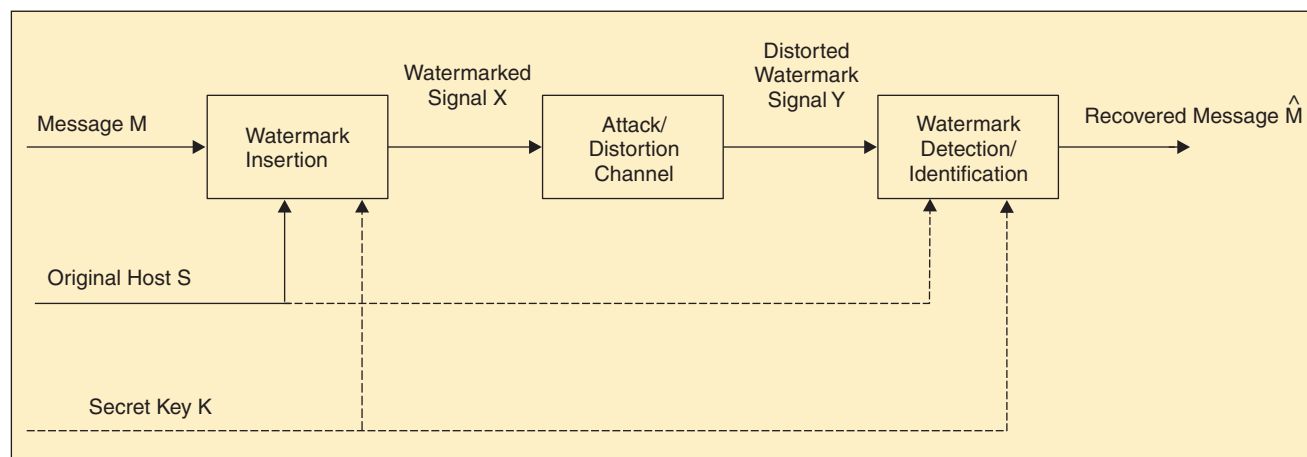 Message M
Watermark
Insertion
Watermarked
Signal X
Attack/
Distortion
Channel
Distorted
Watermark
Signal Y
Watermark
Detection/
Identification
Recovered Message M̂
Original Host S
Secret Key K